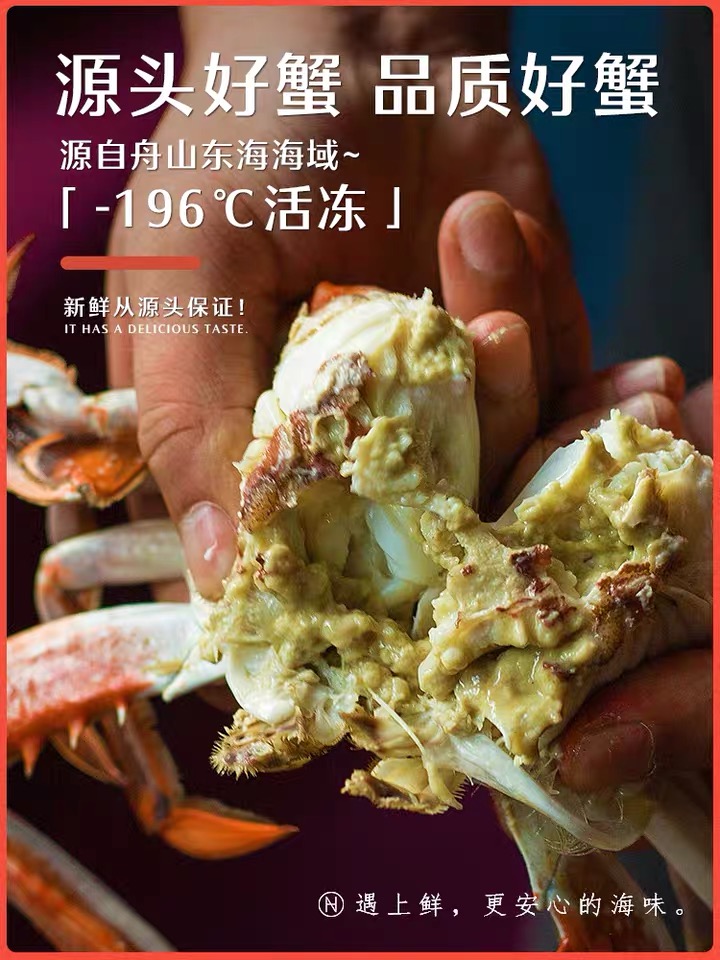 源头好蟹 品质好蟹
源自舟山东海海域~
「-196℃活冻」
新鲜从源头保证!
IT HAS A DELICIOUS TASTE.
遇上鲜，更安心的海味。